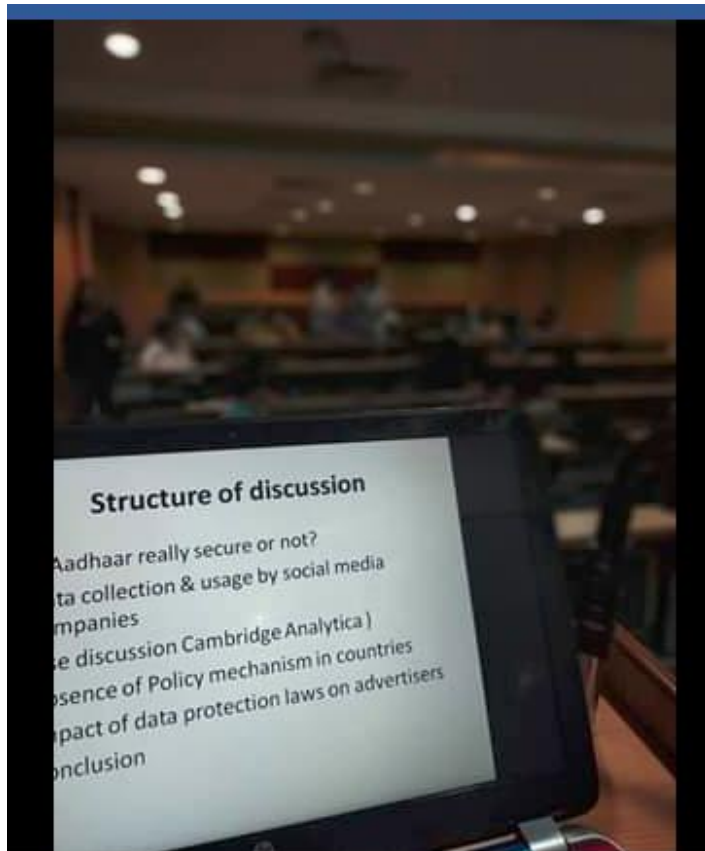 Structure of discussion
Aadhaar really secure or not?
ta collection & usage by social media
mpanies
e discussion Cambridge Analytica )
sence of Policy mechanism in countries
pact of data protection laws on advertisers
onclusion